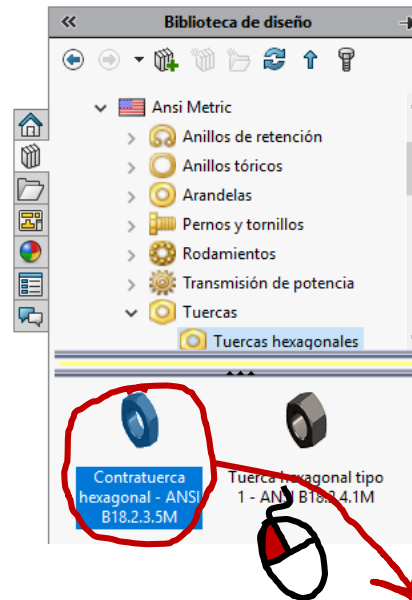 Biblioteca de diseño
Ansi Metric
Anillos de retención
Anillos tóricos
Arandelas
Pernos y tornillos
Rodamientos
Transmisión de potencia
Tuercas
Tuercas hexagonales
Contratuerca
hexagonal - ANSI
B18.2.3.5M
Tuerca hexagonal tipo
1 - ANSI B18.2.4.1M